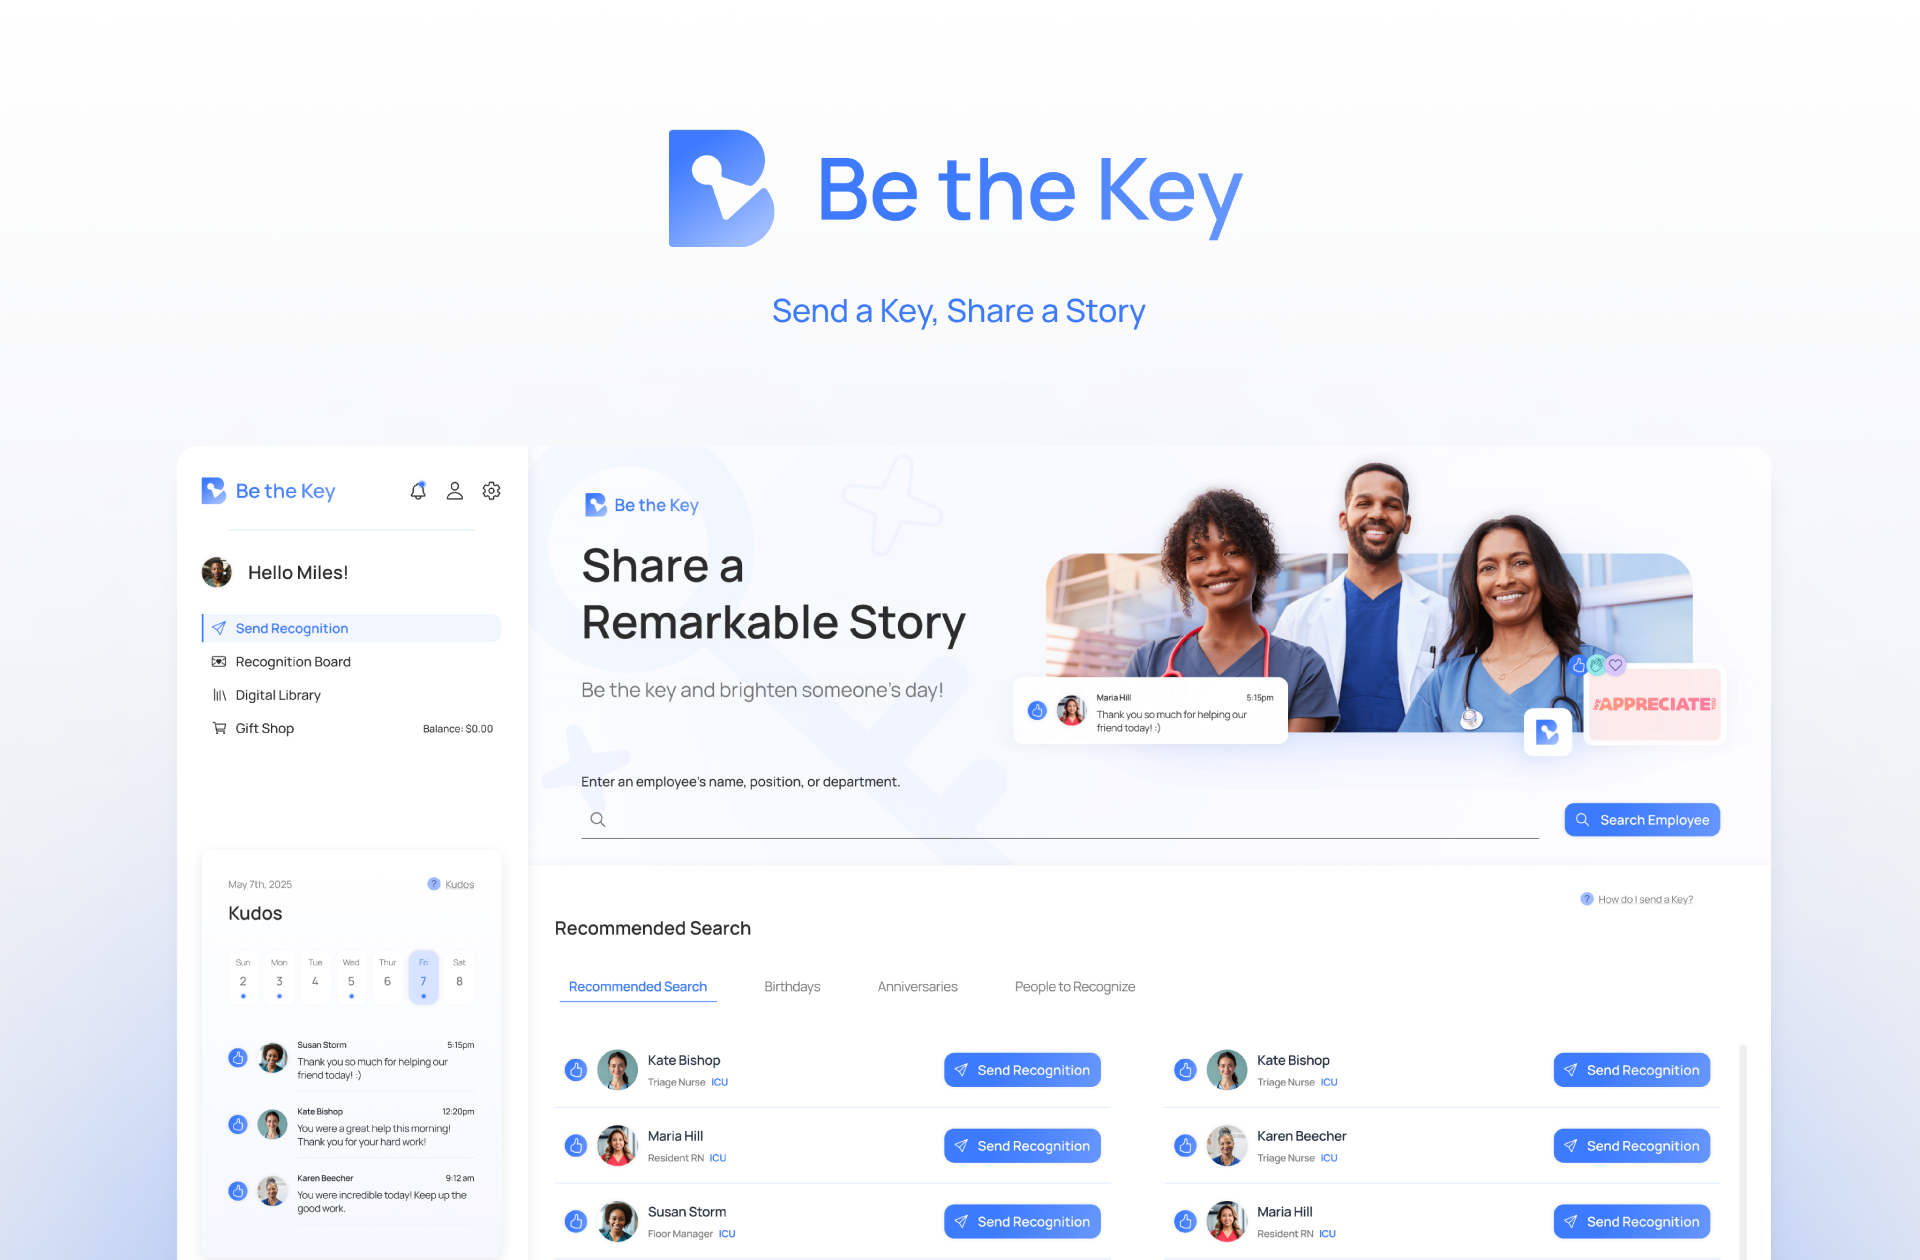 Be the Key
Send a Key, Share a Story
Be the Key
Hello Miles!
Send Recognition
Recognition Board
Digital Library
Gift Shop
Balance: $0.00
May 7th, 2025
? Kudos
Kudos
Sun Mon Tue Wed Thur Fri Sat
2 3 4 5 6 7 8
Susan Storm 5:15pm
Thank you so much for helping our
friend today! :)
Kate Bishop 12:20pm
You were a great help this morning!
Thank you for your hard work!
Karen Beecher 9:12 am
You were incredible today! Keep up the
good work.
Be the Key
Share a
Remarkable Story
Be the key and brighten someone's day!
Maria Hill 5:15pm
Thank you so much for helping our
friend today! :)
APPRECIATE
Enter an employee's name, position, or department.
Search Employee
? How do I send a Key?
Recommended Search
Recommended Search Birthdays Anniversaries People to Recognize
Kate Bishop
Triage Nurse ICU
Send Recognition
Kate Bishop
Triage Nurse ICU
Send Recognition
Maria Hill
Resident RN ICU
Send Recognition
Karen Beecher
Triage Nurse ICU
Send Recognition
Susan Storm
Floor Manager ICU
Send Recognition
Maria Hill
Resident RN ICU
Send Recognition